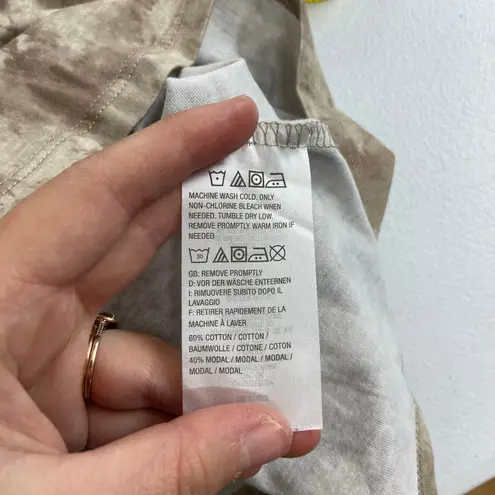 MACHINE WASH COLD. ONLY
NON-CHLORINE BLEACH WHEN
NEEDED. TUMBLE DRY LOW.
REMOVE PROMPTLY. WARM IRON IF
NEEDED.
30
GB: REMOVE PROMPTLY
D: VOR DER WÄSCHE ENTFERNEN
I: RIMUOVERE SUBITO DOPO IL
LAVAGGIO
F: RETIRER RAPIDEMENT DE LA
MACHINE À LAVER
60% COTTON / COTTON /
BAUMWOLLE / COTONE / COTON
40% MODAL / MODAL / MODAL /
MODAL / MODAL